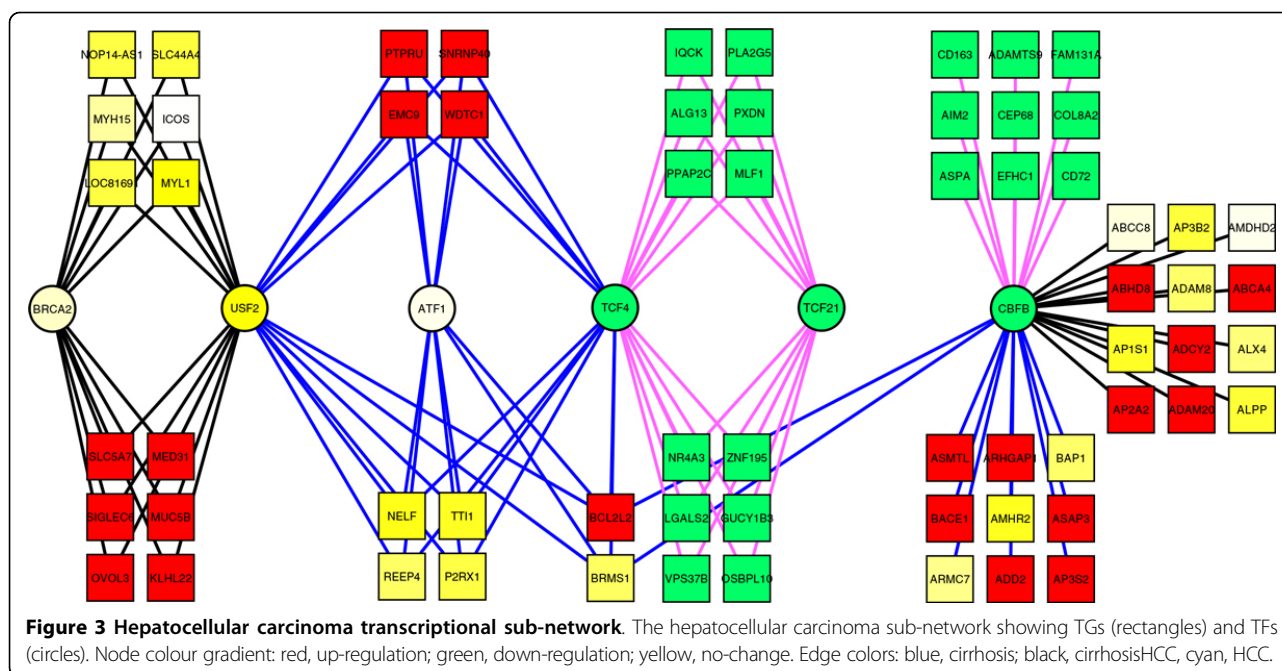 NOP14-AS1 SLC44A4
MYH15 ICOS
LOC8169 MYL1
PTPRU SNRNP40
EMC9 WDTC1
IQCK PLA2G5
ALG13 PXDN
PPAP2C MLF1
CD163 ADAMTS9 FAM131A
AIM2 CEP68 COL8A2
ASPA EFHC1 CD72
ABCC8 AP3B2 AMDHD2
ABHD8 ADAM8 ABCA4
AP1S1 ADCY2 ALX4
AP2A2 ADAM20 ALPP
BRCA2 USF2 ATF1 TCF4 TCF21 CBFB
SLC5A7 MED31
SIGLEC6 MUC5B
OVOL3 KLHL22
NELF TTI1
REEP4 P2RX1
BCL2L2
BRMS1
NR4A3 ZNF195
LGALS2 GUCY1B3
VPS37B OSBPL10
ASMTL ARHGAP1 BAP1
BACE1 AMHR2 ASAP3
ARMC7 ADD2 AP3S2
Figure 3 Hepatocellular carcinoma transcriptional sub-network. The hepatocellular carcinoma sub-network showing TGs (rectangles) and TFs
(circles). Node colour gradient: red, up-regulation; green, down-regulation; yellow, no-change. Edge colors: blue, cirrhosis; black, cirrhosisHCC, cyan, HCC.